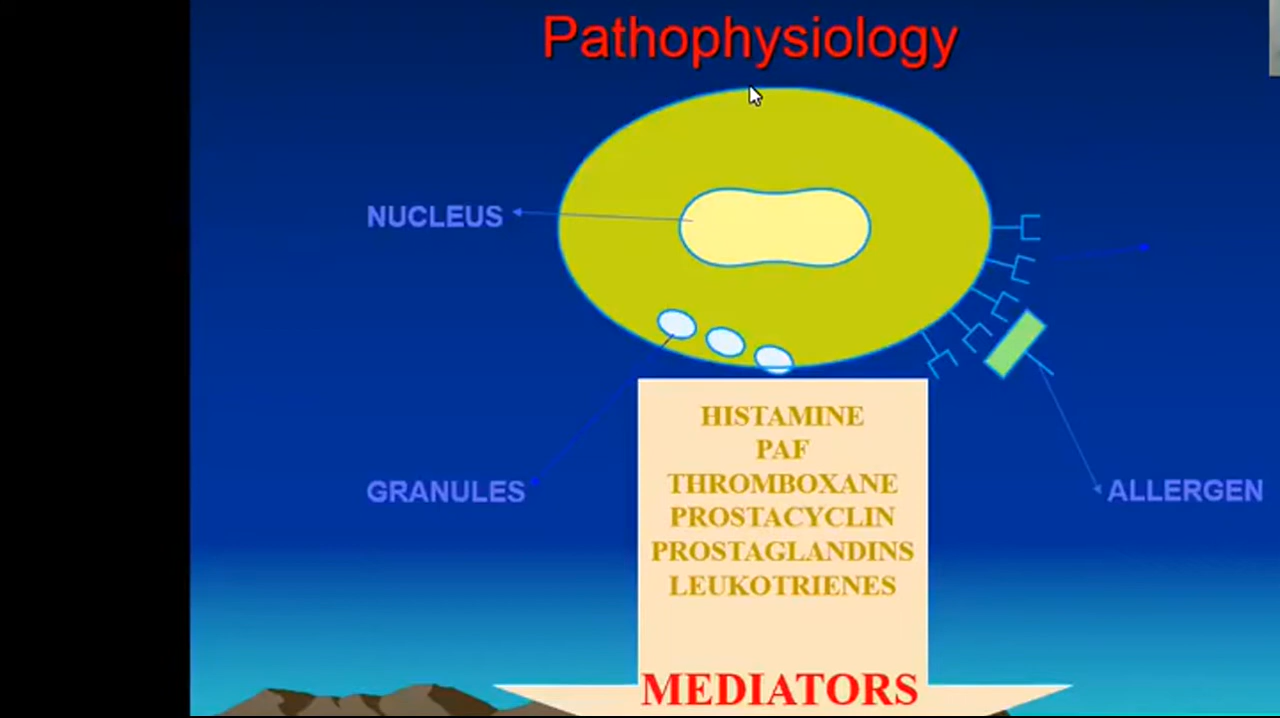 Pathophysiology
NUCLEUS
GRANULES
ALLERGEN
HISTAMINE
PAF
THROMBOXANE
PROSTACYCLIN
PROSTAGLANDINS
LEUKOTRIENES
MEDIATORS